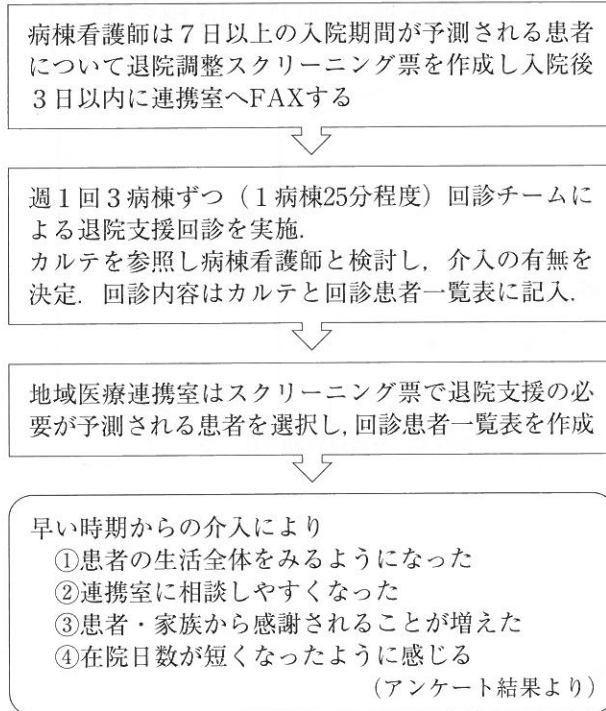 病棟看護師は7日以上の入院期間が予測される患者
について退院調整スクリーニング票を作成し入院後
3日以内に連携室へFAXする
週1回3病棟ずつ（1病棟25分程度）回診チームに
よる退院支援回診を実施．
カルテを参照し病棟看護師と検討し，介入の有無を
決定．回診内容はカルテと回診患者一覧表に記入．
地域医療連携室はスクリーニング票で退院支援の必
要が予測される患者を選択し，回診患者一覧表を作成
早い時期からの介入により
①患者の生活全体をみるようになった
②連携室に相談しやすくなった
③患者・家族から感謝されることが増えた
④在院日数が短くなったように感じる
（アンケート結果より）